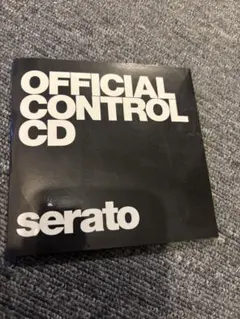 OFFICIAL
CONTROL
CD
serato